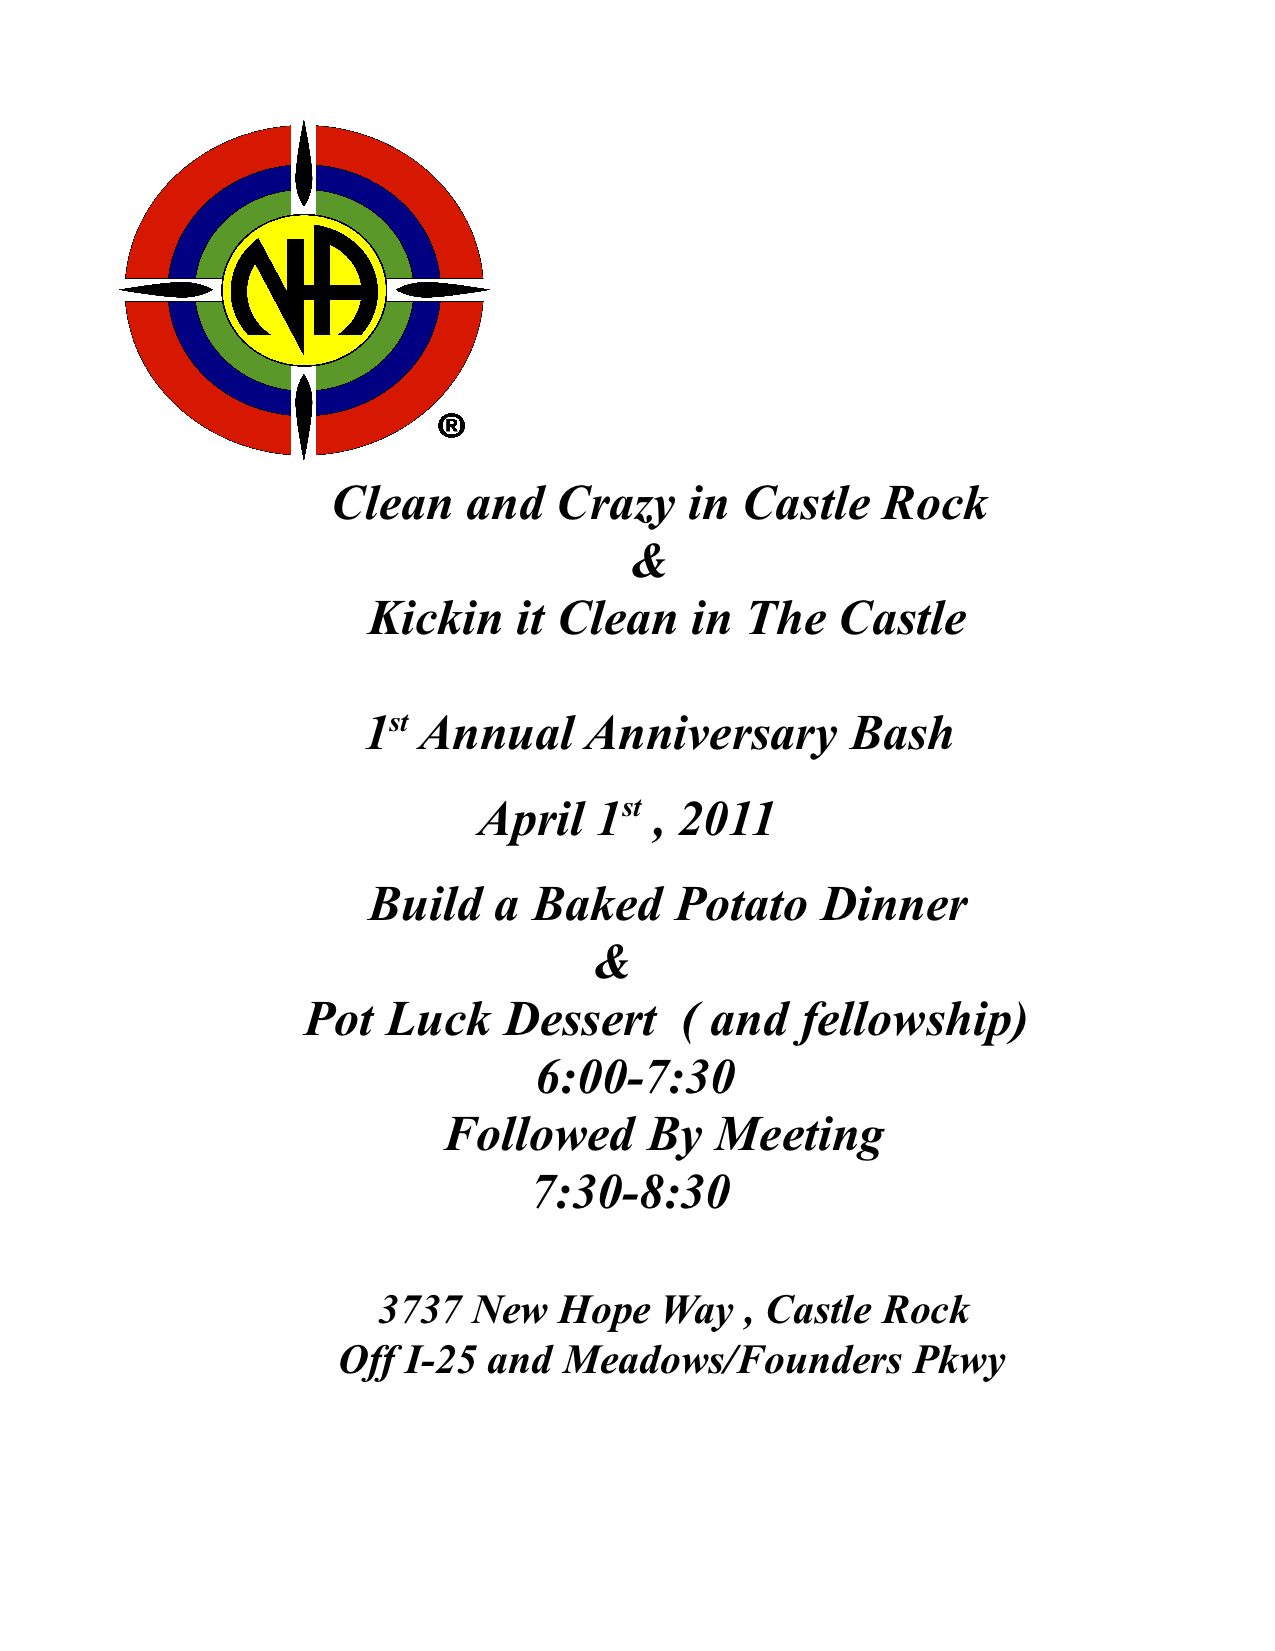 NA
®
Clean and Crazy in Castle Rock
&
Kickin it Clean in The Castle
1st Annual Anniversary Bash
April 1st , 2011
Build a Baked Potato Dinner
&
Pot Luck Dessert ( and fellowship)
6:00-7:30
Followed By Meeting
7:30-8:30
3737 New Hope Way , Castle Rock
Off I-25 and Meadows/Founders Pkwy